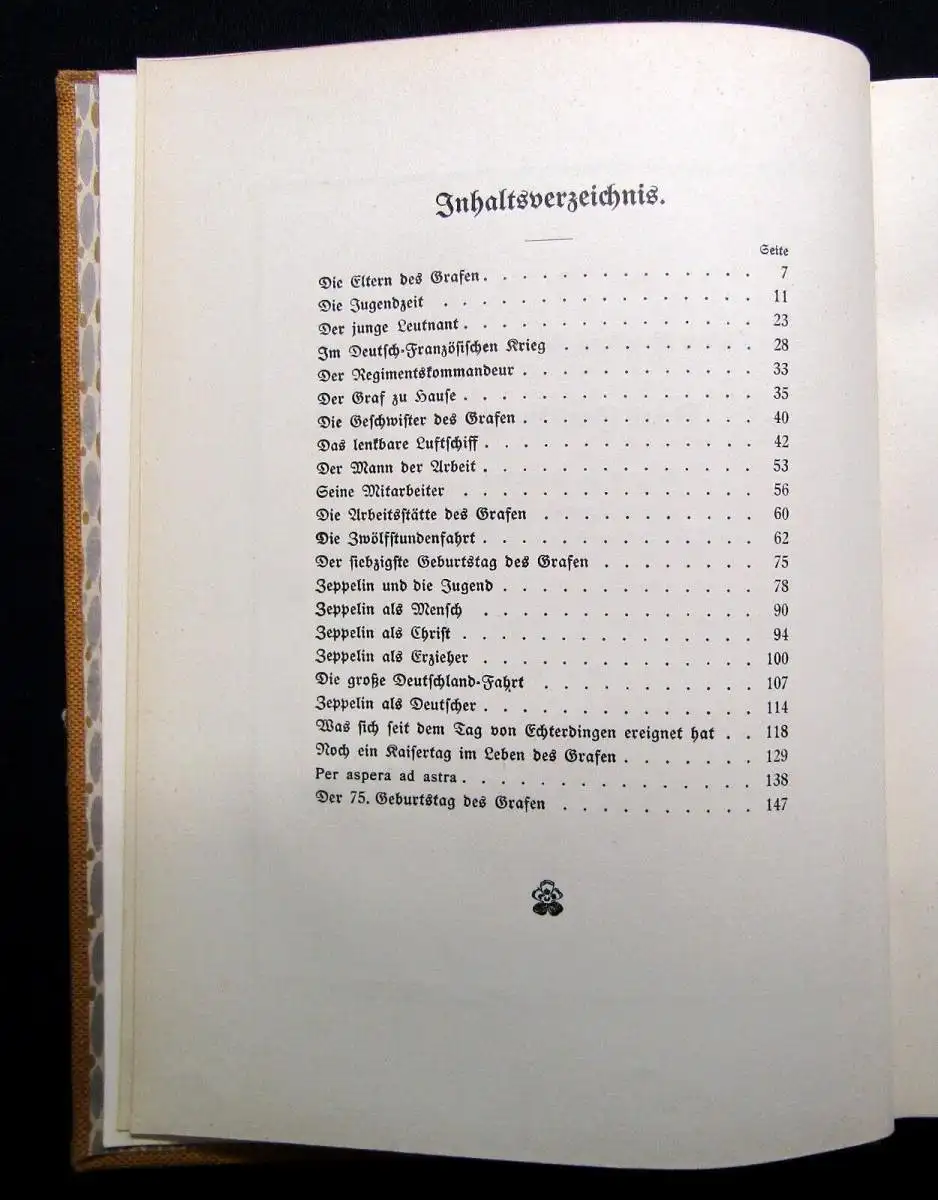 Inhaltsverzeichnis.
Seite
Die Eltern des Grafen . . . . . . . . . . . . . . 7
Die Jugendzeit . . . . . . . . . . . . . . . . 11
Der junge Leutnant . . . . . . . . . . . . . . . 23
Im Deutsch-Französischen Krieg . . . . . . . . . . 28
Der Regimentskommandeur . . . . . . . . . . . . 33
Der Graf zu Hause . . . . . . . . . . . . . . . 35
Die Geschwister des Grafen . . . . . . . . . . . . 40
Das lenkbare Luftschiff . . . . . . . . . . . . . . 42
Der Mann der Arbeit . . . . . . . . . . . . . . 53
Seine Mitarbeiter . . . . . . . . . . . . . . . 56
Die Arbeitsstätte des Grafen . . . . . . . . . . . 60
Die Zwölfstundenfahrt . . . . . . . . . . . . . . 62
Der siebzigste Geburtstag des Grafen . . . . . . . . 75
Zeppelin und die Jugend . . . . . . . . . . . . . 78
Zeppelin als Mensch . . . . . . . . . . . . . . 90
Zeppelin als Christ . . . . . . . . . . . . . . . 94
Zeppelin als Erzieher . . . . . . . . . . . . . . 100
Die große Deutschland-Fahrt . . . . . . . . . . . 107
Zeppelin als Deutscher . . . . . . . . . . . . . . 114
Was sich seit dem Tag von Echterdingen ereignet hat . . 118
Noch ein Kaisertag im Leben des Grafen . . . . . . . 129
Per aspera ad astra . . . . . . . . . . . . . . . 138
Der 75. Geburtstag des Grafen . . . . . . . . . . 147